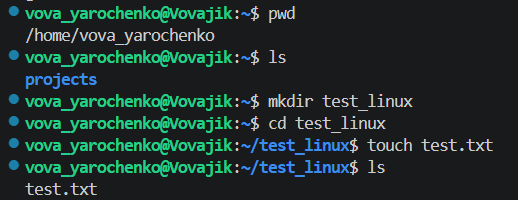 vova_yarochenko@Vovajik:~$ pwd
/home/vova_yarochenko
vova_yarochenko@Vovajik:~$ ls
projects
vova_yarochenko@Vovajik:~$ mkdir test_linux
vova_yarochenko@Vovajik:~$ cd test_linux
vova_yarochenko@Vovajik:~/test_linux$ touch test.txt
vova_yarochenko@Vovajik:~/test_linux$ ls
test.txt